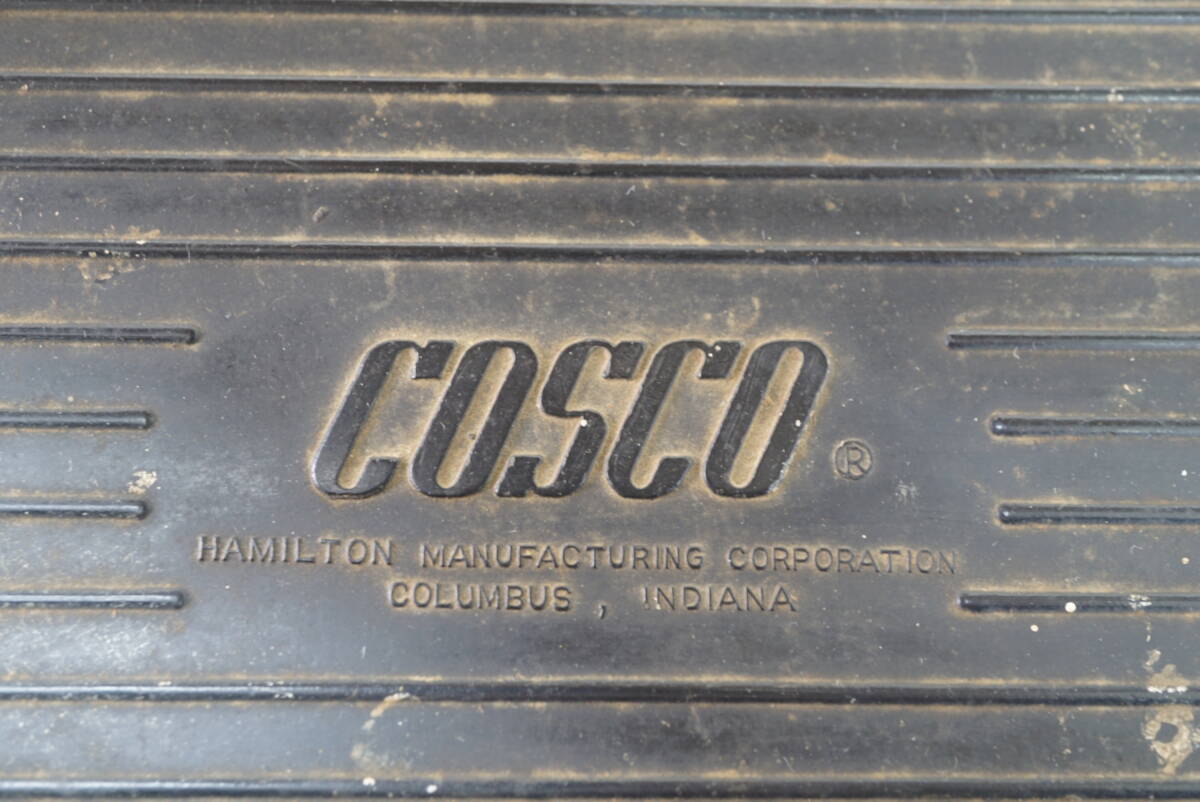 COSCO ®
HAMILTON MANUFACTURING CORPORATION
COLUMBUS , INDIANA